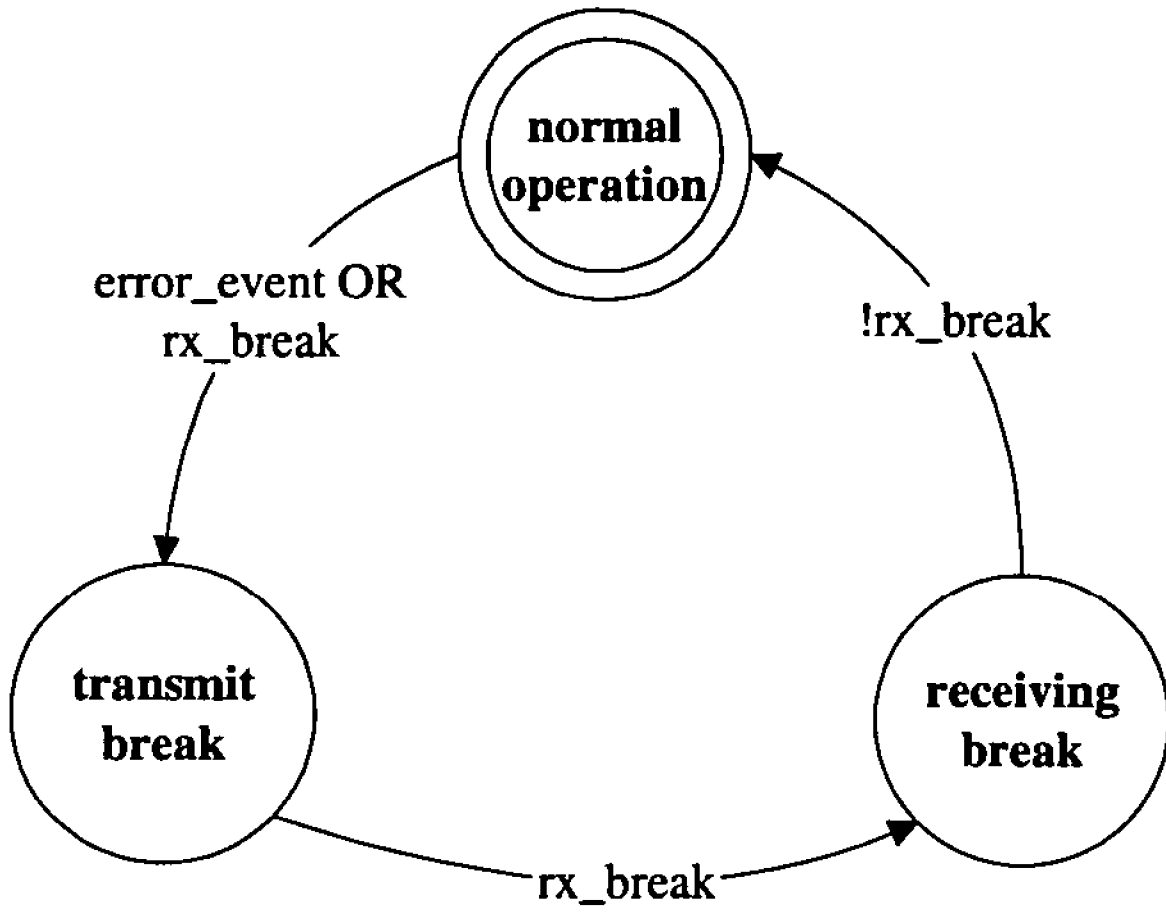 normal
operation
error_event OR
rx_break
!rx_break
transmit
break
receiving
break
rx_break